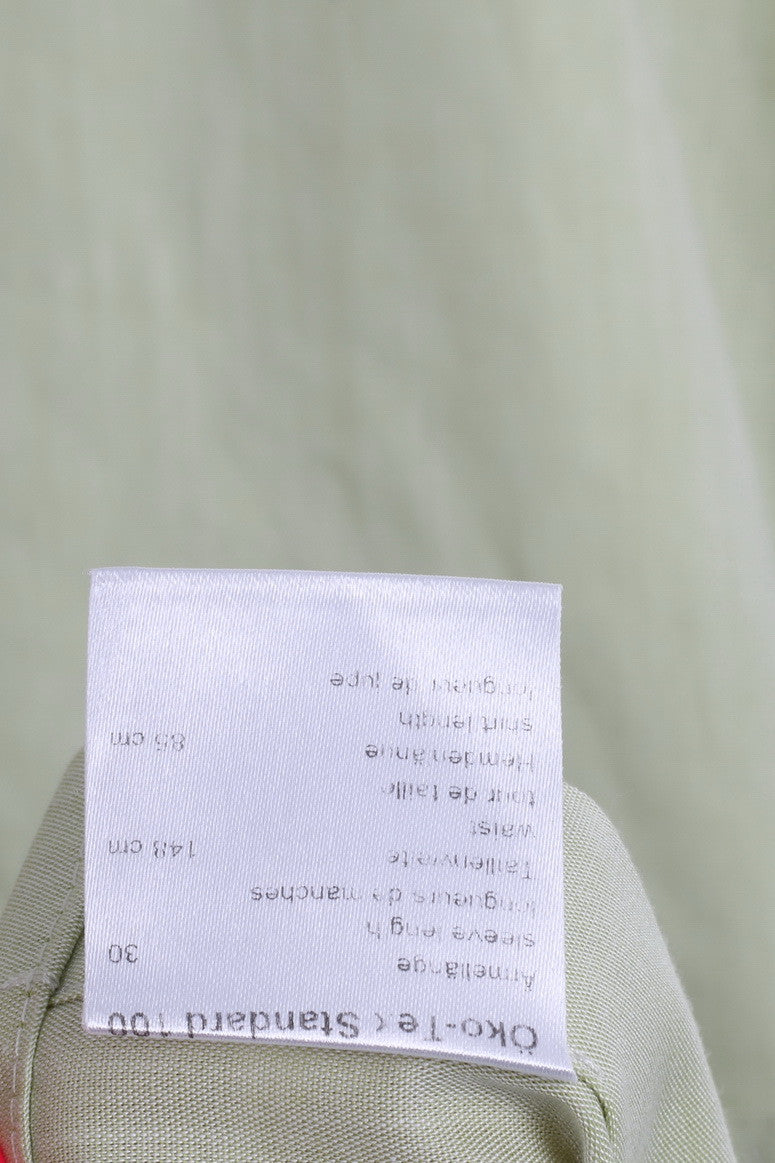 Öko-Tex Standard 100
Ärmellänge 30
sleeve length
longueurs de manches
Taillenweite 148 cm
waist
tour de taille
Hemdenlänge 85 cm
shirt length
longueur de jupe